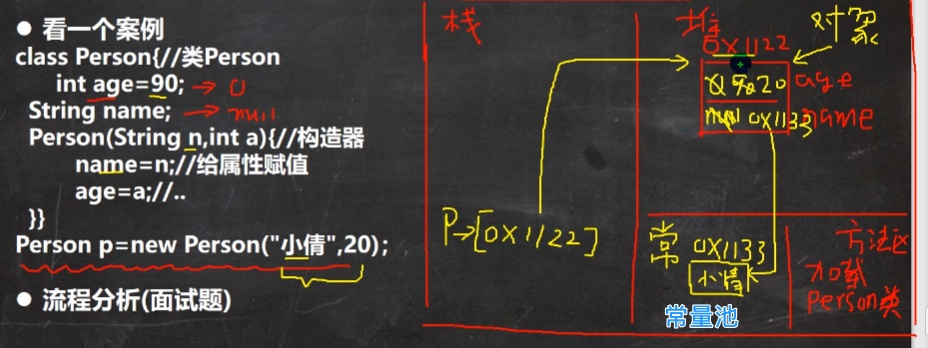 ● 看一个案例
class Person{//类Person
int age=90; → 0
String name; → null
Person(String n,int a){//构造器
name=n;//给属性赋值
age=a;//..
}}
Person p=new Person("小倩",20);
● 流程分析(面试题)
栈
P→[0x1122]
堆
对象
0x1122
90 20 age
null 0x1133 name
常 0x1133
小倩
常量池
方法区
加载
Person类